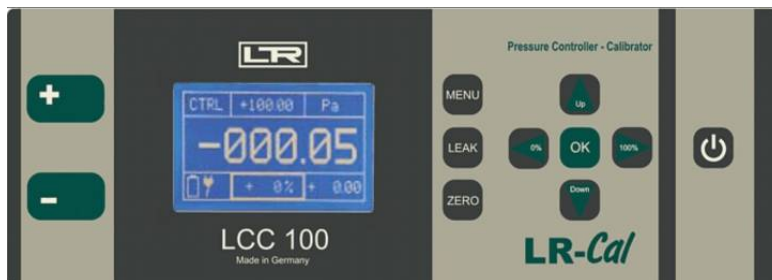 +
-
LTR
CTRL +100.00 Pa
-000.05
+ 0% + 0.00
LCC 100
Made in Germany
Pressure Controller - Calibrator
MENU
LEAK
ZERO
Up
0% OK 100%
Down
LR-Cal